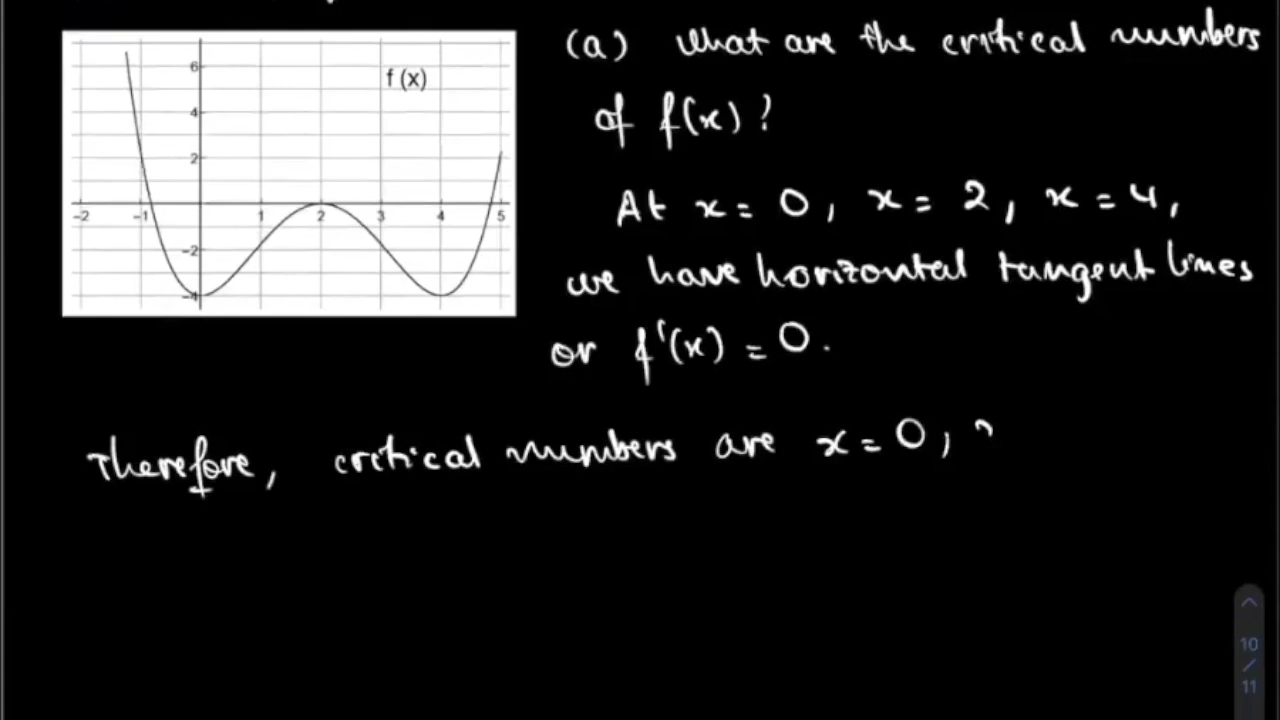 (a) What are the critical numbers
of f(x)?
At x = 0, x = 2, x = 4,
we have horizontal tangent lines
or f'(x) = 0.
Therefore, critical numbers are x = 0,
f (x)
6
4
2
-2 -1 1 2 3 4 5
-2
-4
10
/
11